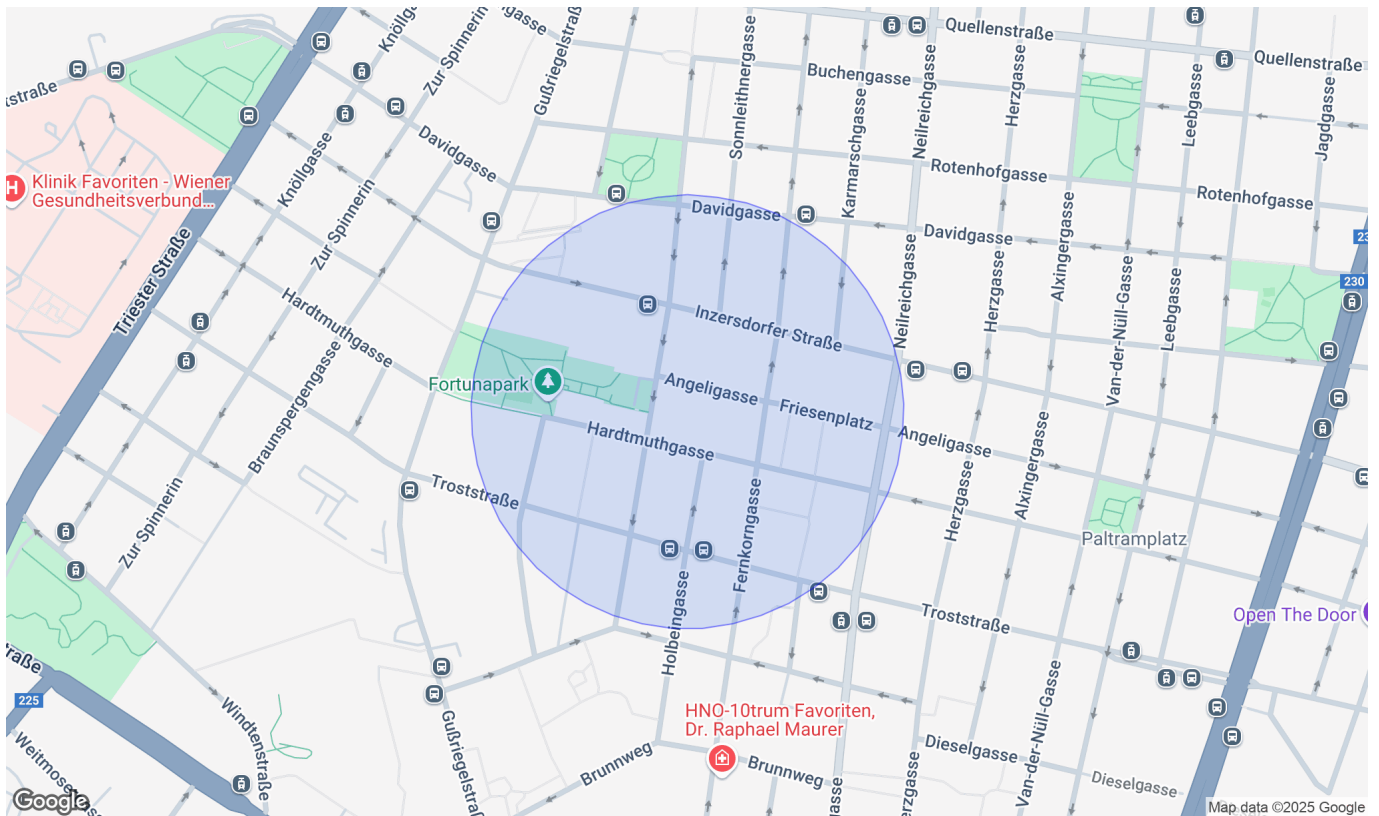 Quellenstraße
Quellenstraße
Buchengasse
Knöllgasse
Zur Spinnerin
Gußriegelstraße
Sonnleithnergasse
Karmarschgasse
Neilreichgasse
Herzgasse
Leebgasse
Jagdgasse
Davidgasse
Rotenhofgasse
Rotenhofgasse
Klinik Favoriten - Wiener
Gesundheitsverbund...
H
Knöllgasse
Zur Spinnerin
Davidgasse
Davidgasse
Alxingergasse
Triester Straße
Hardtmuthgasse
Inzersdorfer Straße
Neilreichgasse
Herzgasse
Van-der-Nüll-Gasse
Leebgasse
230
Fortunapark
Angeligasse
Friesenplatz
Angeligasse
Braunspergengasse
Hardtmuthgasse
Troststraße
Zur Spinnerin
Fernkorngasse
Herzgasse
Alxingergasse
Paltramplatz
Holbeingasse
Troststraße
Open The Door
225
Windtenstraße
HNO-10trum Favoriten,
Dr. Raphael Maurer
Brunnweg
Brunnweg
Dieselgasse
Dieselgasse
Van-der-Nüll-Gasse
Google
Map data ©2025 Google